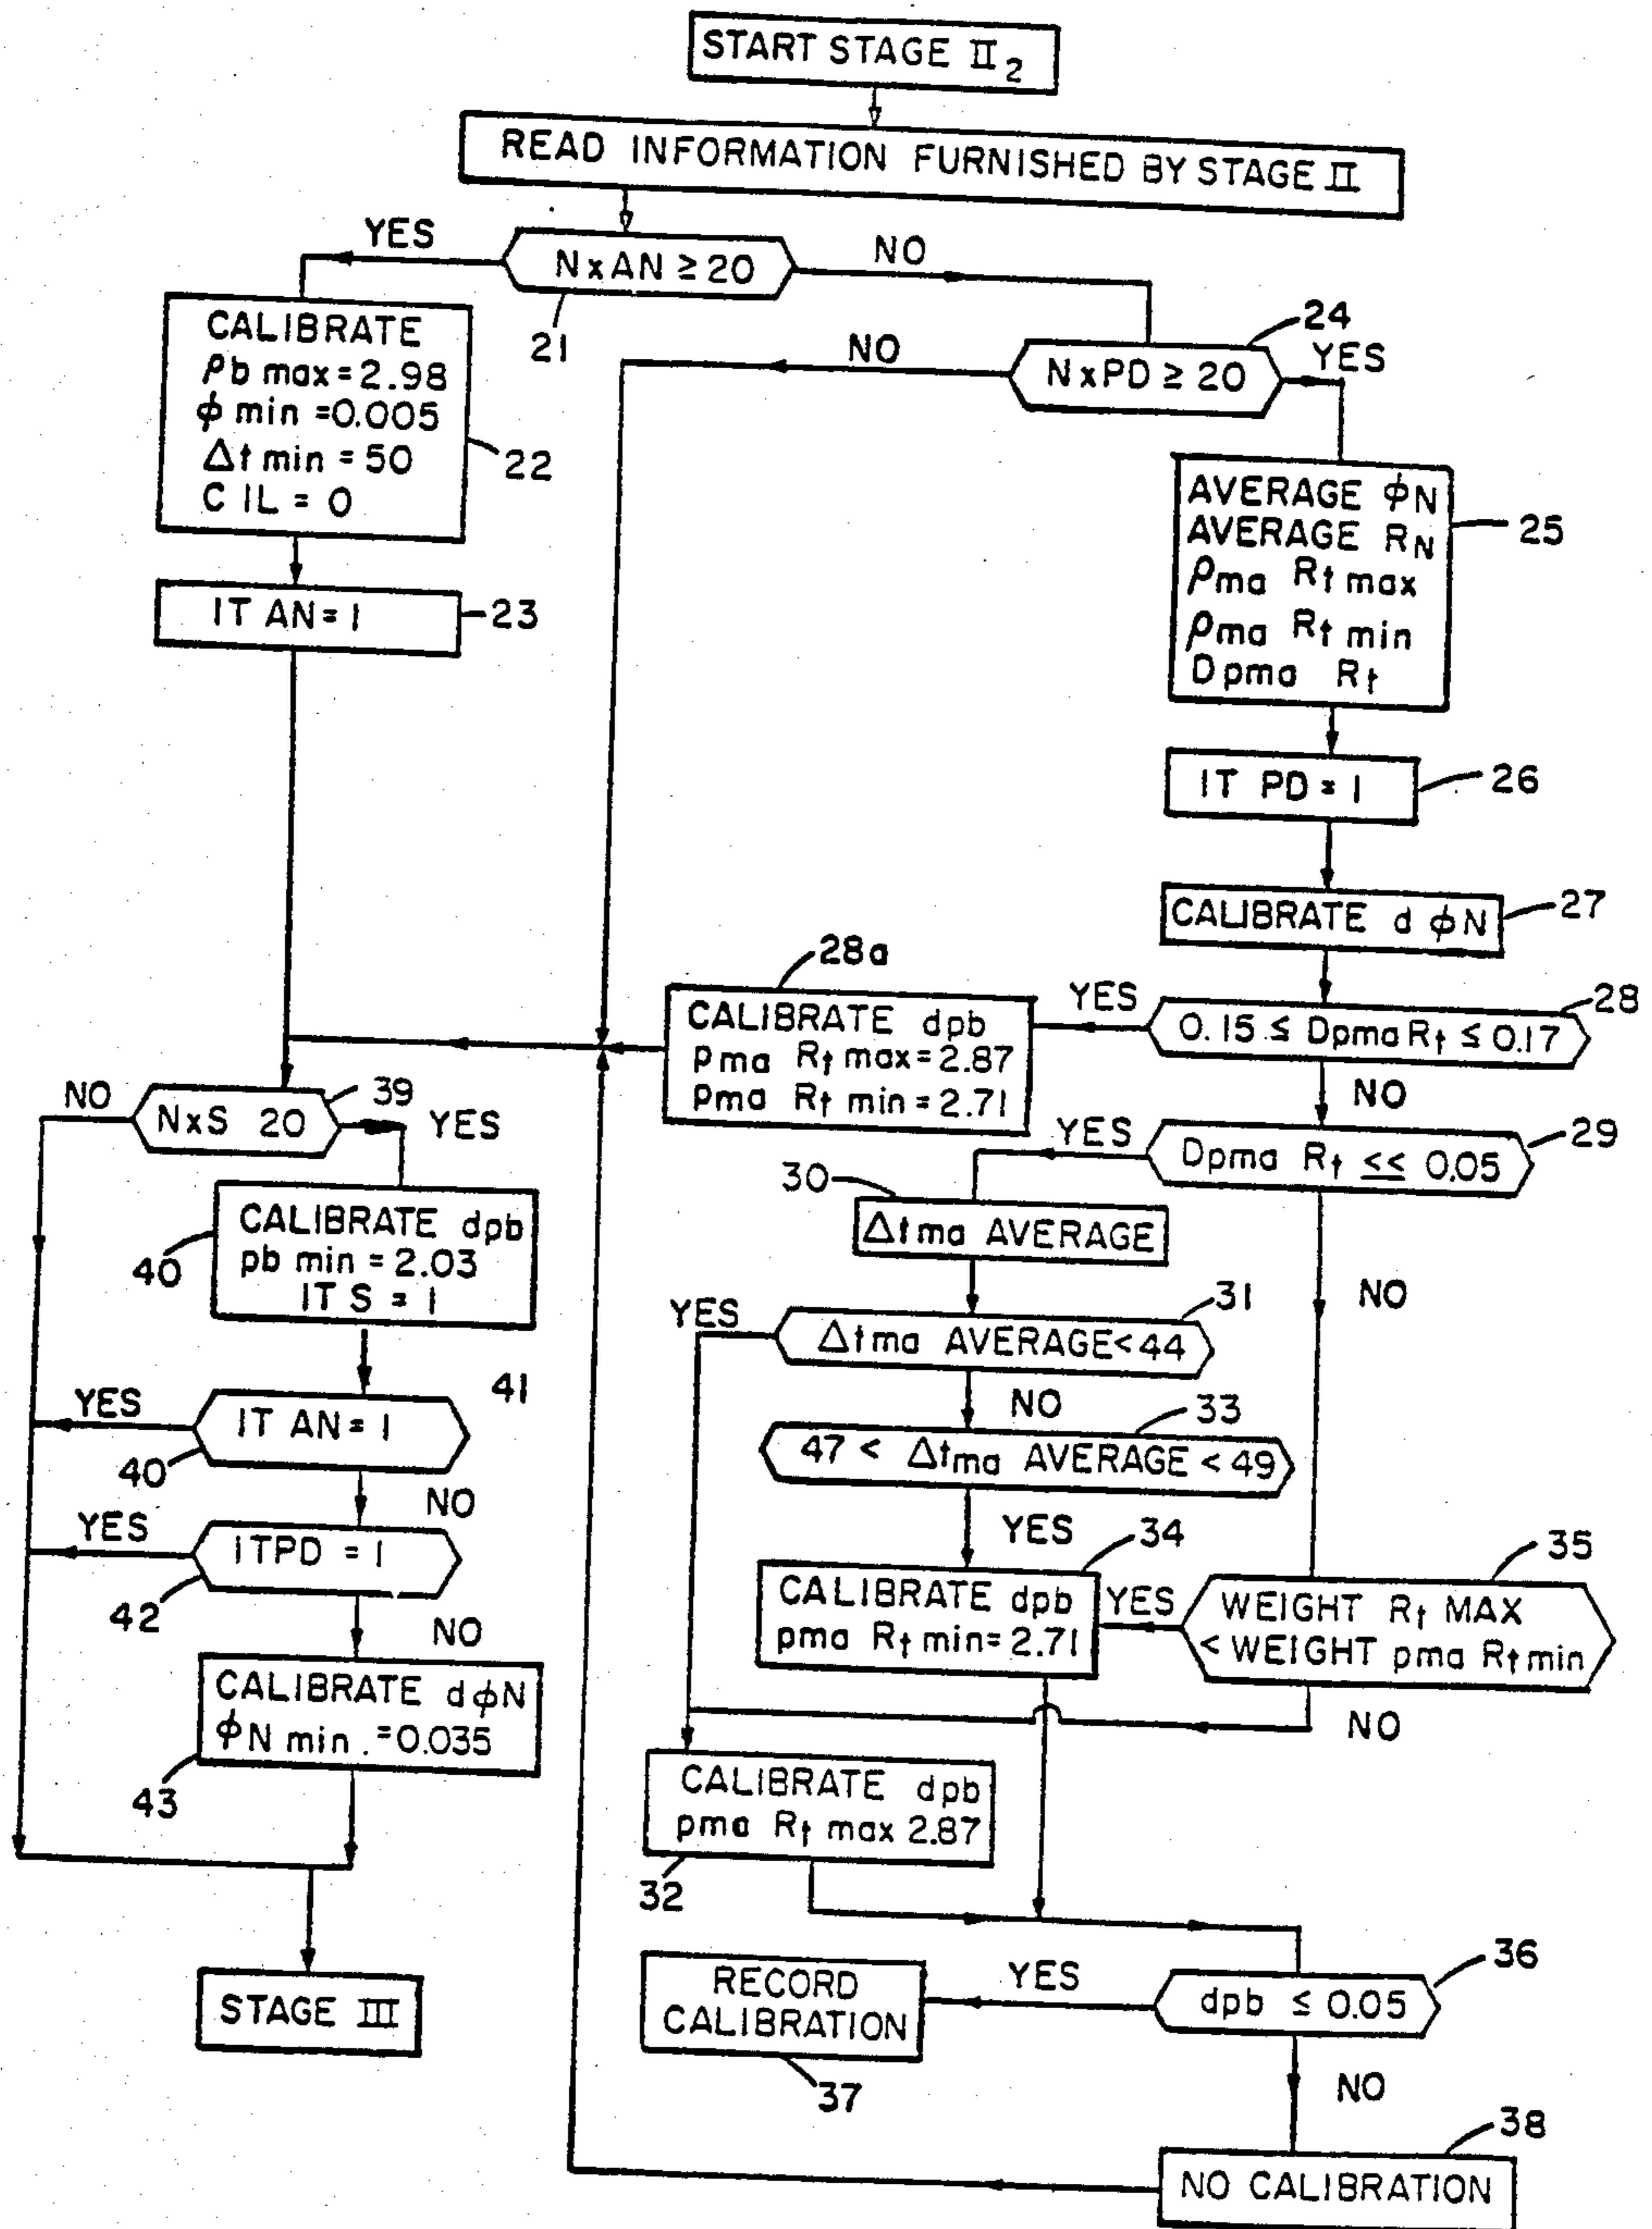 START STAGE II₂
READ INFORMATION FURNISHED BY STAGE II
YES
N x AN ≥ 20
NO
21
CALIBRATE
ρb max = 2.98
ϕ min = 0.005
Δt min = 50
C IL = 0
22
IT AN = 1
23
NO
N x PD ≥ 20
24
YES
AVERAGE ϕN
AVERAGE RN
ρma Rt max
ρma Rt min
Dpma Rt
25
IT PD = 1
26
CALIBRATE d ϕN
27
28a
CALIBRATE dpb
pma Rt max = 2.87
pma Rt min = 2.71
YES
0.15 ≤ Dpma Rt ≤ 0.17
28
NO
NO
NxS 20
39
YES
YES
Dpma Rt << 0.05
29
30
Δtma AVERAGE
NO
CALIBRATE dpb
pb min = 2.03
IT S = 1
40
YES
Δtma AVERAGE < 44
31
NO
41
YES
IT AN = 1
40
NO
47 < Δtma AVERAGE < 49
33
YES
YES
ITPD = 1
42
NO
CALIBRATE dpb
pma Rt min = 2.71
34
YES
WEIGHT Rt MAX
< WEIGHT pma Rt min
35
NO
CALIBRATE dϕN
ϕN min. = 0.035
43
CALIBRATE dpb
pma Rt max 2.87
32
STAGE III
RECORD
CALIBRATION
37
YES
dpb ≤ 0.05
36
NO
NO CALIBRATION
38